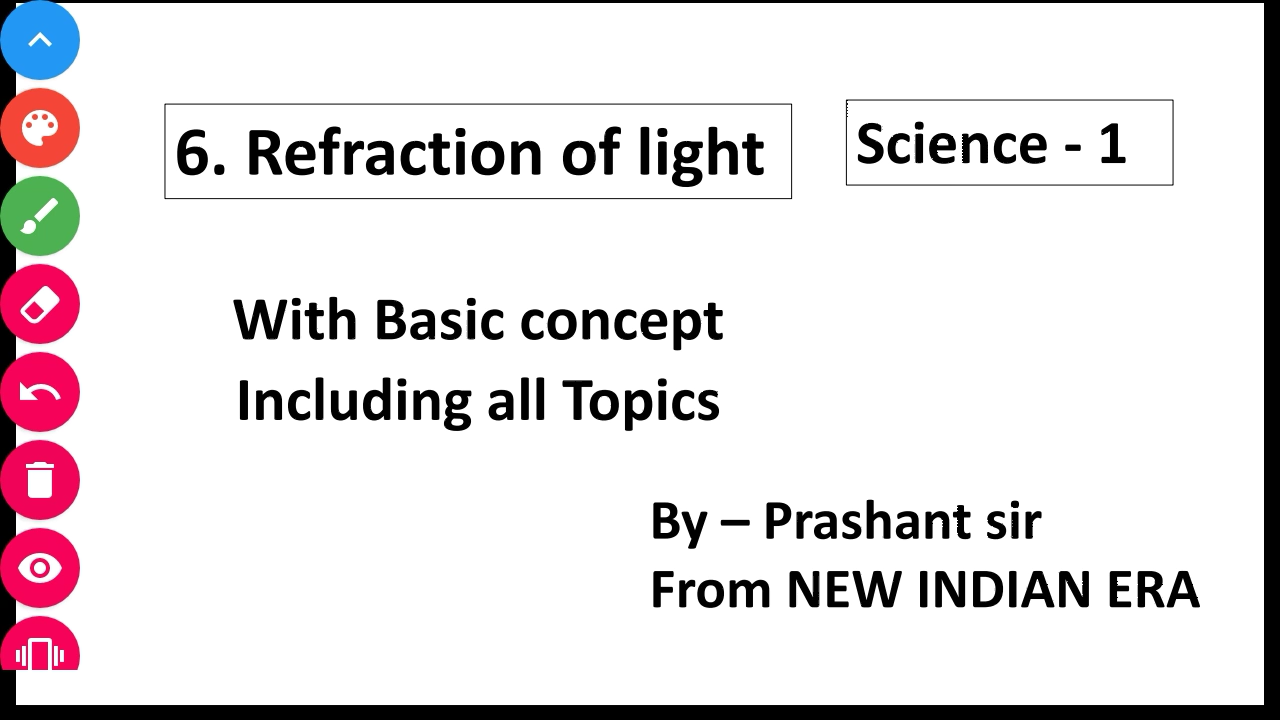 6. Refraction of light
Science - 1
With Basic concept
Including all Topics
By – Prashant sir
From NEW INDIAN ERA